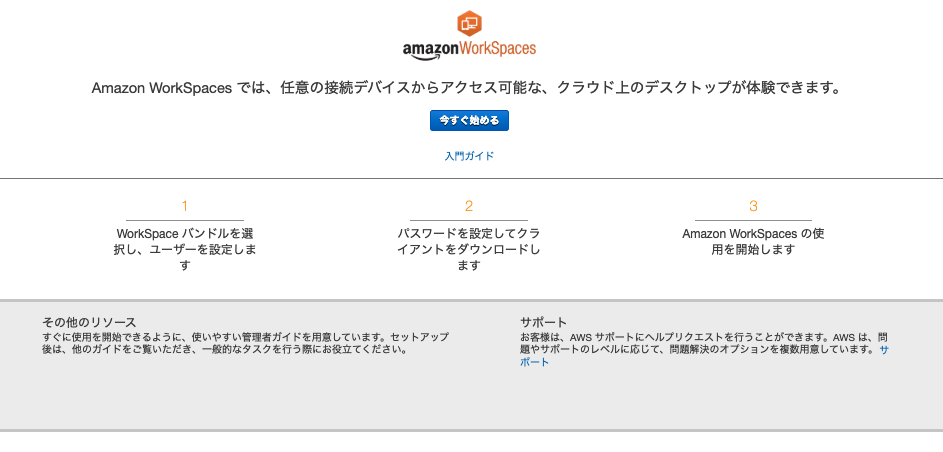 amazonWorkSpaces
Amazon WorkSpaces では、任意の接続デバイスからアクセス可能な、クラウド上のデスクトップが体験できます。
今すぐ始める
入門ガイド
1
WorkSpace バンドルを選
択し、ユーザーを設定しま
す
2
パスワードを設定してクラ
イアントをダウンロードし
ます
3
Amazon WorkSpaces の使
用を開始します
その他のリソース
すぐに使用を開始できるように、使いやすい管理者ガイドを用意しています。セットアップ
後は、他のガイドをご覧いただき、一般的なタスクを行う際にお役立てください。
サポート
お客様は、AWS サポートにヘルプリクエストを行うことができます。AWS は、問
題やサポートのレベルに応じて、問題解決のオプションを複数用意しています。サ
ポート